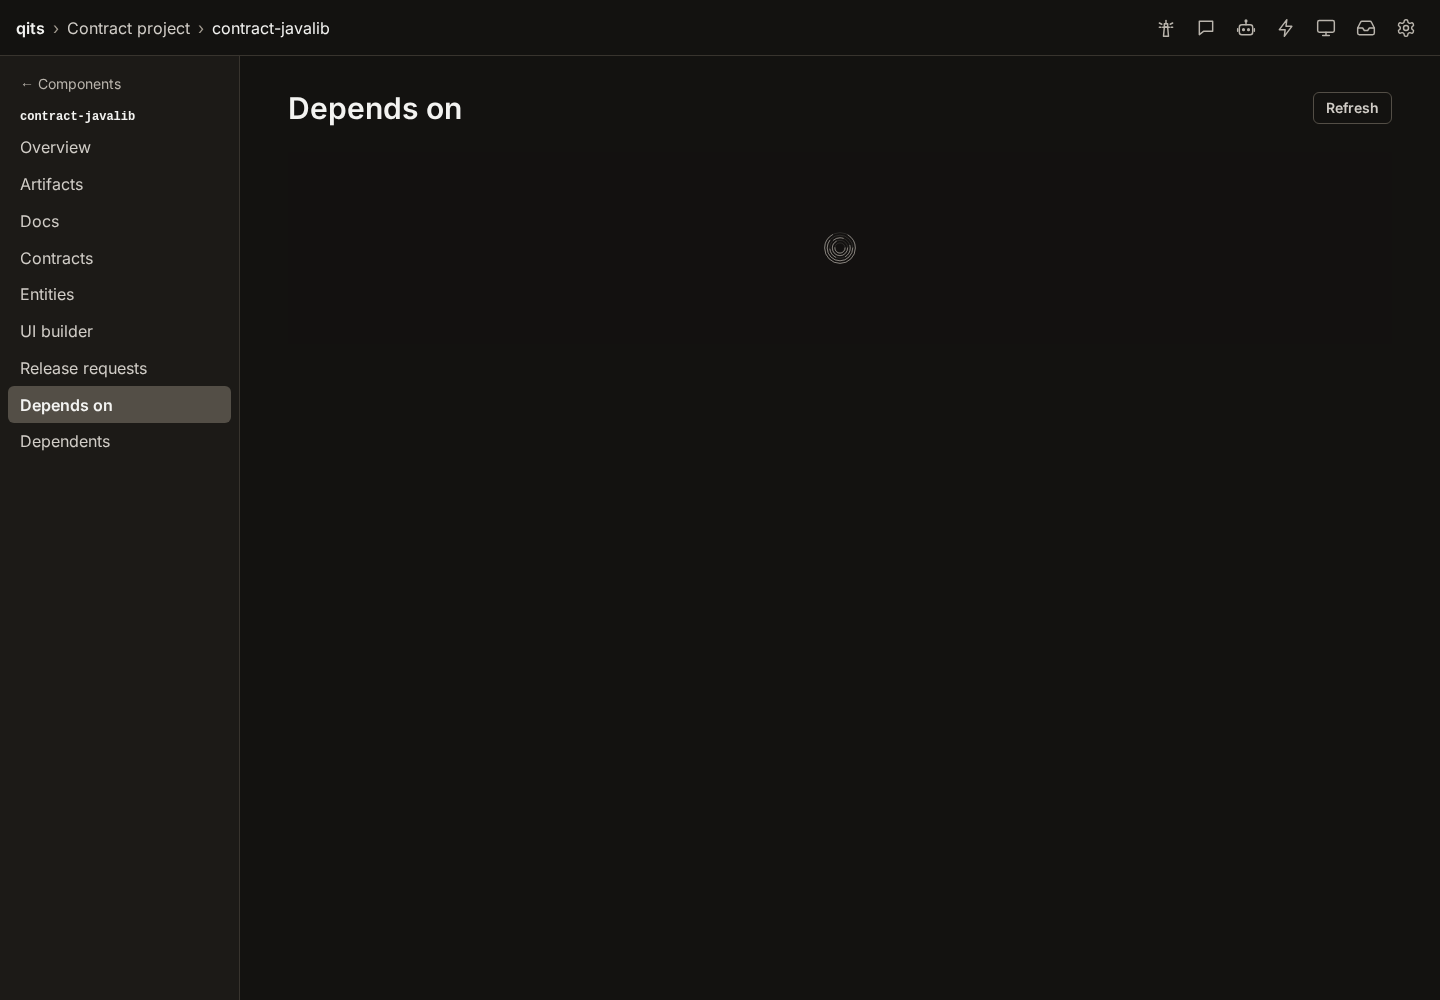 qits › Contract project › contract-javalib
← Components
contract-javalib
Overview
Artifacts
Docs
Contracts
Entities
UI builder
Release requests
Depends on
Dependents
Depends on
Refresh